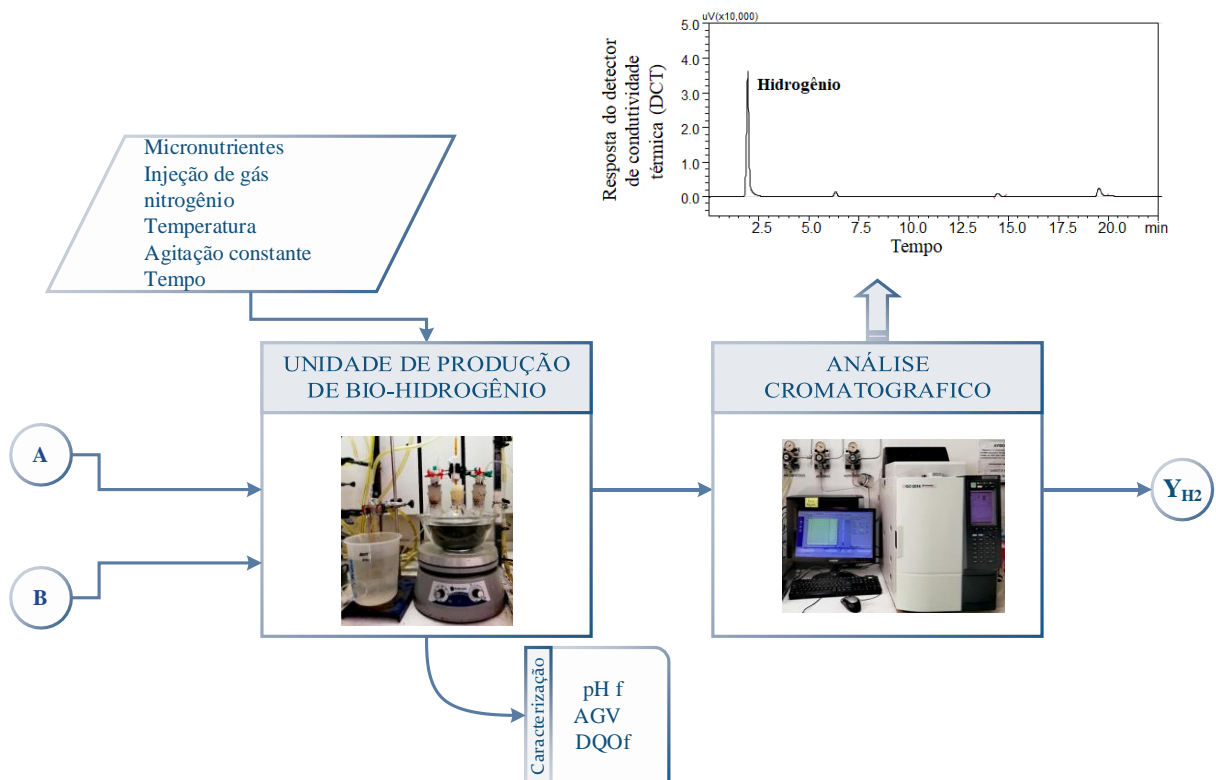 uV(x10,000)
5.0
4.0
3.0
2.0
1.0
0.0
Resposta do detector
de condutividade
térmica (DCT)
Hidrogênio
2.5 5.0 7.5 10.0 12.5 15.0 17.5 20.0 min
Tempo
Micronutrientes
Injeção de gás
nitrogênio
Temperatura
Agitação constante
Tempo
UNIDADE DE PRODUÇÃO
DE BIO-HIDROGÊNIO
ANÁLISE
CROMATOGRAFICO
A
B
YH2
Caracterização
pH f
AGV
DQOf